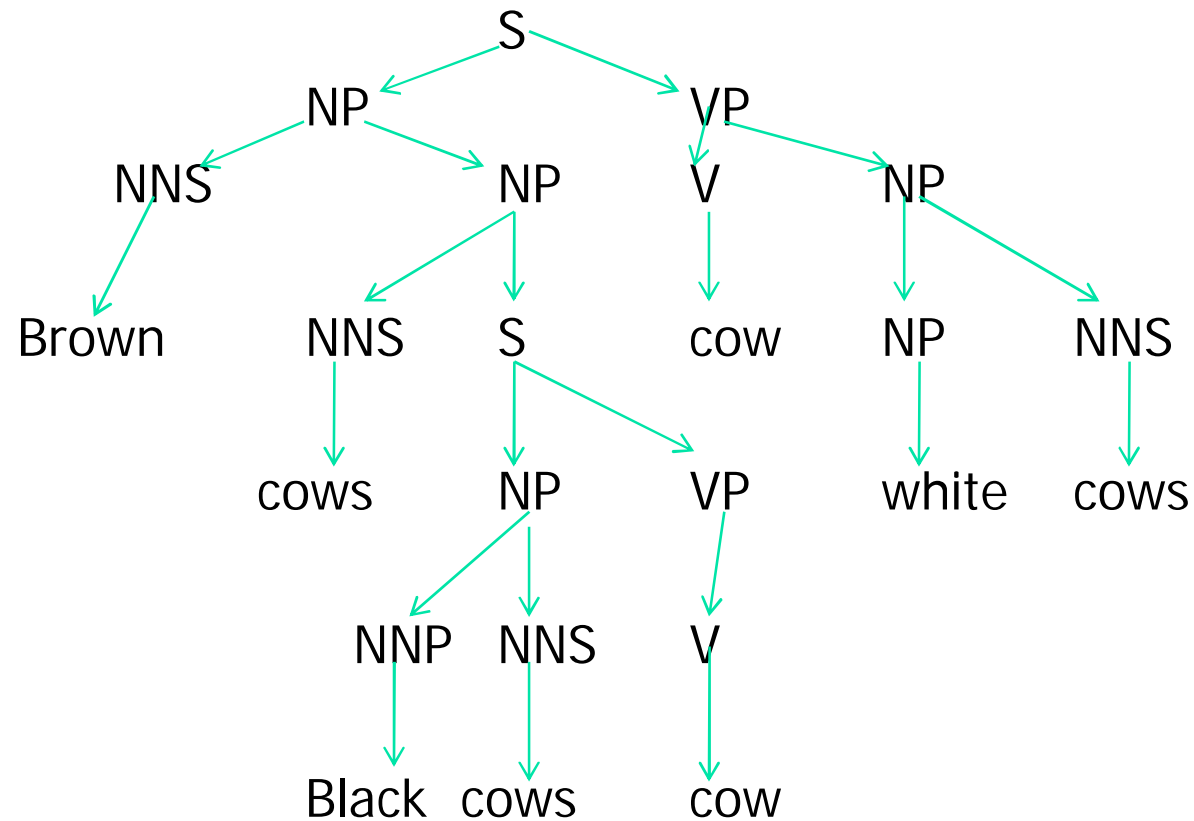 S
NP VP
NNS NP V NP
Brown NNS S cow NP NNS
cows NP VP white cows
NNP NNS V
Black cows cow